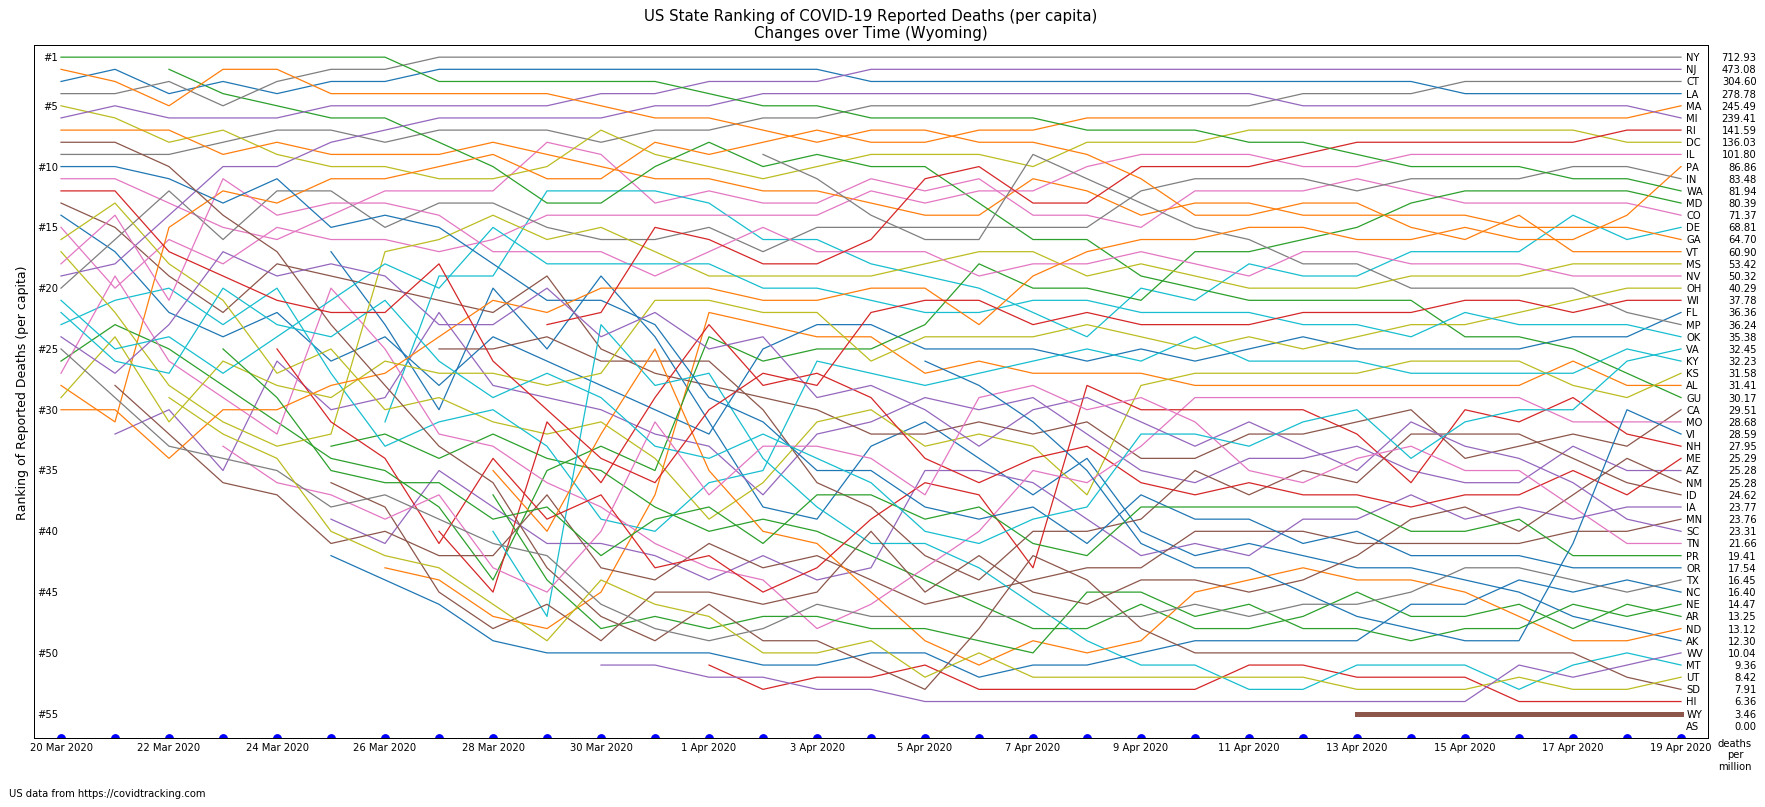 US State Ranking of COVID-19 Reported Deaths (per capita)
Changes over Time (Wyoming)
Ranking of Reported Deaths (per capita)
#1
#5
#10
#15
#20
#25
#30
#35
#40
#45
#50
#55
NY 712.93
NJ 473.08
CT 304.60
LA 278.78
MA 245.49
MI 239.41
RI 141.59
DC 136.03
IL 101.80
PA 86.86
IN 83.48
WA 81.94
MD 80.39
CO 71.37
DE 68.81
GA 64.70
VT 60.90
MS 53.42
NV 50.32
OH 40.29
WI 37.78
FL 36.36
MP 36.24
OK 35.38
VA 32.45
KY 32.23
KS 31.58
AL 31.41
GU 30.17
CA 29.51
MO 28.68
VI 28.59
NH 27.95
ME 25.29
AZ 25.28
NM 25.28
ID 24.62
IA 23.77
MN 23.76
SC 23.31
TN 21.66
PR 19.41
OR 17.54
TX 16.45
NC 16.40
NE 14.47
AR 13.25
ND 13.12
AK 12.30
WV 10.04
MT 9.36
UT 8.42
SD 7.91
HI 6.36
WY 3.46
AS 0.00
20 Mar 2020 22 Mar 2020 24 Mar 2020 26 Mar 2020 28 Mar 2020 30 Mar 2020 1 Apr 2020 3 Apr 2020 5 Apr 2020 7 Apr 2020 9 Apr 2020 11 Apr 2020 13 Apr 2020 15 Apr 2020 17 Apr 2020 19 Apr 2020
deaths
per
million
US data from https://covidtracking.com